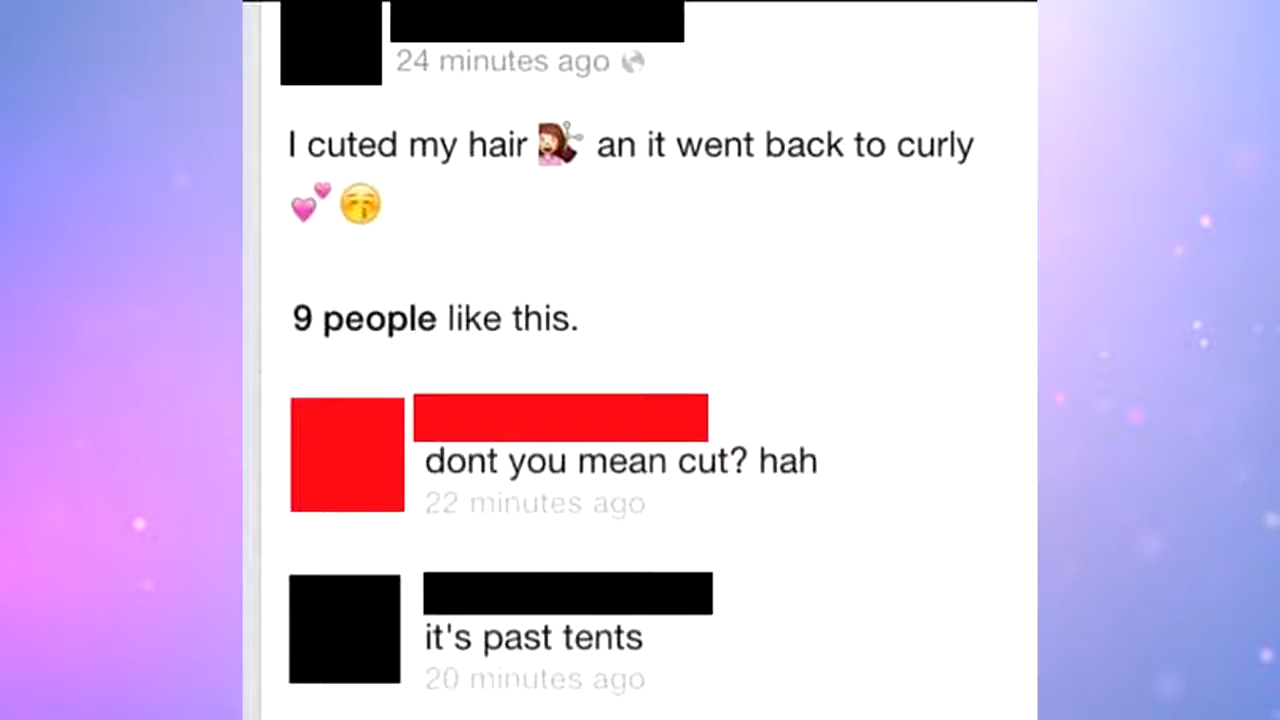 24 minutes ago
I cuted my hair 💇 an it went back to curly
💕 😚
9 people like this.
dont you mean cut? hah
22 minutes ago
it's past tents
20 minutes ago